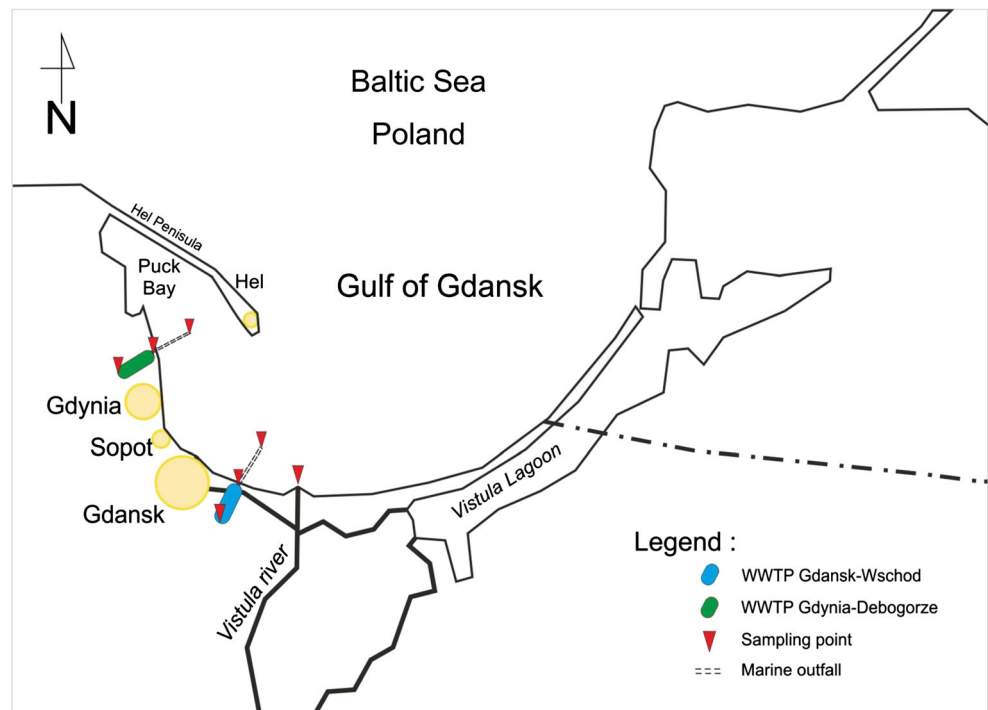 N
Baltic Sea
Poland
Hel Penisula
Puck
Bay
Hel
Gulf of Gdansk
Gdynia
Sopot
Gdansk
Vistula river
Vistula Lagoon
Legend :
WWTP Gdansk-Wschod
WWTP Gdynia-Debogorze
Sampling point
Marine outfall